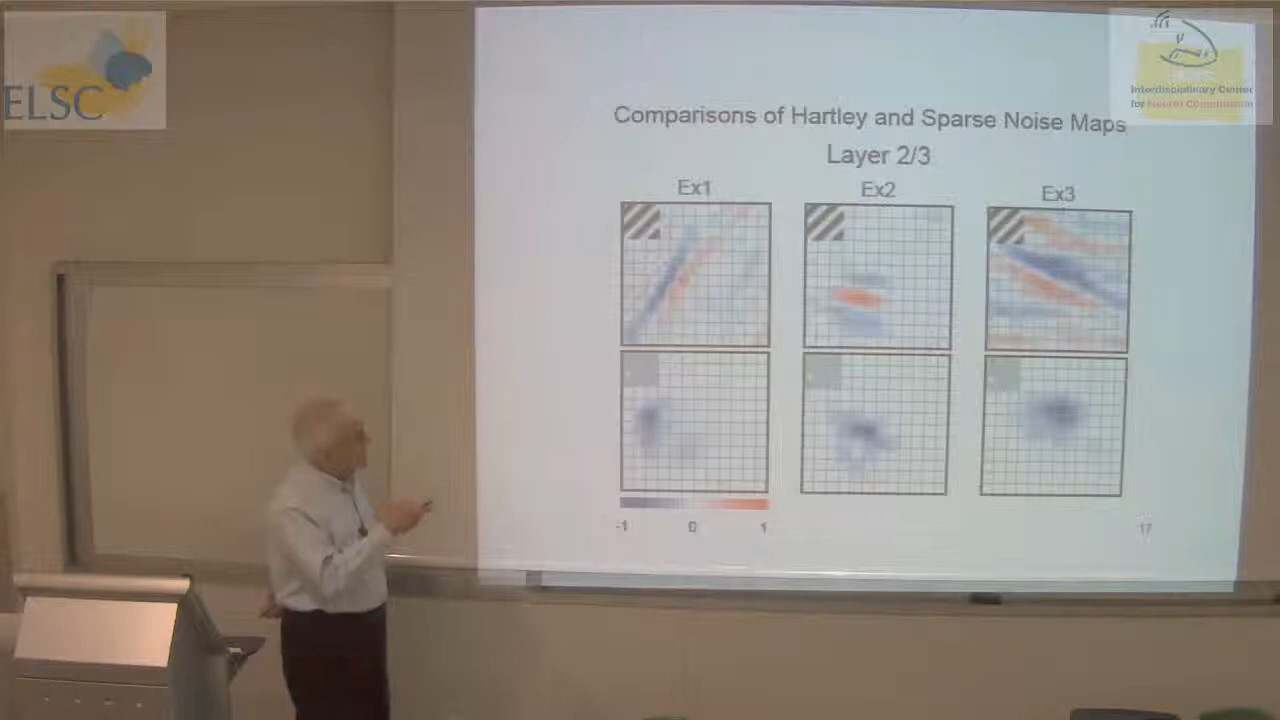 ELSC
Interdisciplinary Center
for Neural Computation
Comparisons of Hartley and Sparse Noise Maps
Layer 2/3
Ex1 Ex2 Ex3
-1 0 1
17